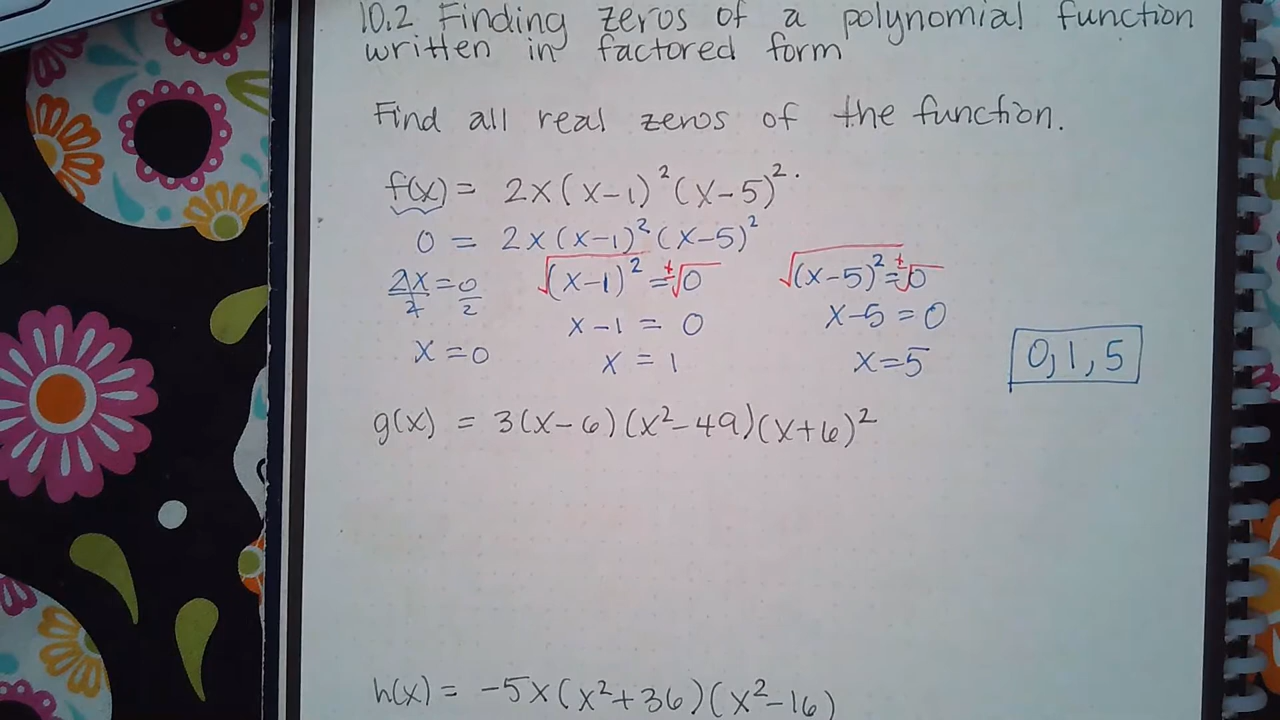 10.2 Finding zeros of a polynomial function
written in factored form
Find all real zeros of the function.
f(x) = 2x(x-1)²(x-5)².
0 = 2x(x-1)²(x-5)²
2x/2 = 0/2 √(x-1)² = ±√0 √(x-5)² = ±√0
x-1 = 0 x-5 = 0
x = 0 x = 1 x = 5 0, 1, 5
g(x) = 3(x-6)(x²-49)(x+6)²
h(x) = -5x(x²+36)(x²-16)